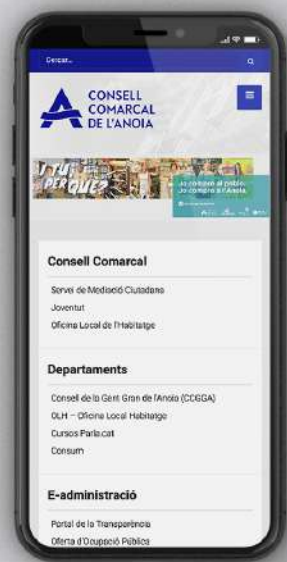 Cercar...
CONSELL
COMARCAL
DE L'ANOIA
I TU
PER QUÈ?
Jo compro al poble.
Jo compro a l'Anoia.
Consell Comarcal
Servei de Mediació Ciutadana
Joventut
Oficina Local de l'Habitatge
Departaments
Consell de la Gent Gran de l'Anoia (CCGGA)
OLH – Oficina Local Habitatge
Cursos Parla.cat
Consum
E-administració
Portal de la Transparència
Oferta d'Ocupació Pública